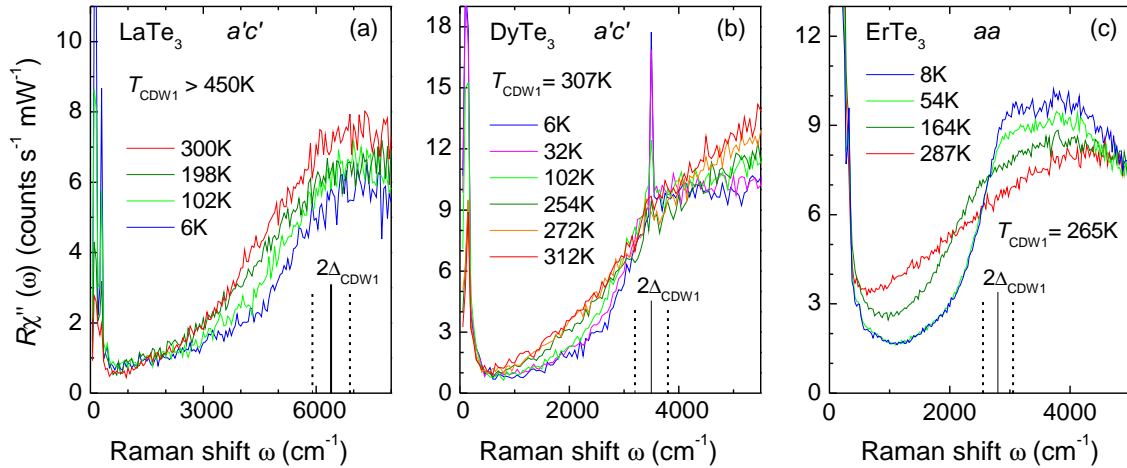 LaTe3 a'c' (a)
TCDW1 > 450K
300K
198K
102K
6K
2ΔCDW1
10
8
6
4
2
0
0 3000 6000
Rχ'' (ω) (counts s-1 mW-1)
Raman shift ω (cm-1)
DyTe3 a'c' (b)
TCDW1 = 307K
6K
32K
102K
254K
272K
312K
2ΔCDW1
18
15
12
9
6
3
0
0 2000 4000
Raman shift ω (cm-1)
ErTe3 aa (c)
8K
54K
164K
287K
TCDW1 = 265K
2ΔCDW1
12
9
6
3
0
0 2000 4000
Raman shift ω (cm-1)